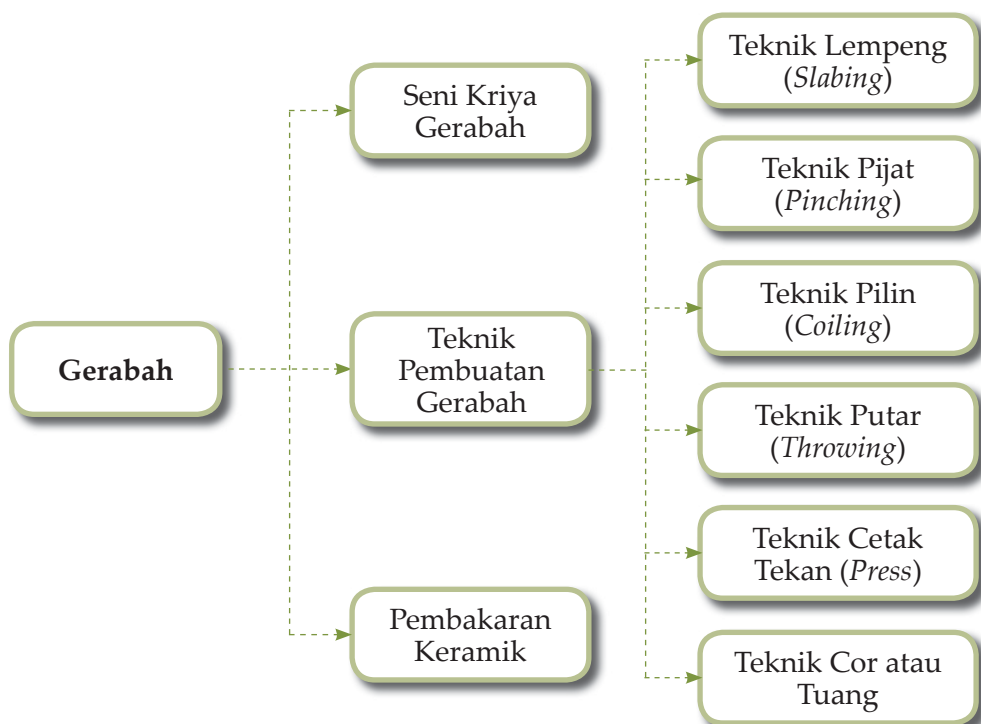 Gerabah
Seni Kriya
Gerabah
Teknik
Pembuatan
Gerabah
Pembakaran
Keramik
Teknik Lempeng
(Slabing)
Teknik Pijat
(Pinching)
Teknik Pilin
(Coiling)
Teknik Putar
(Throwing)
Teknik Cetak
Tekan (Press)
Teknik Cor atau
Tuang